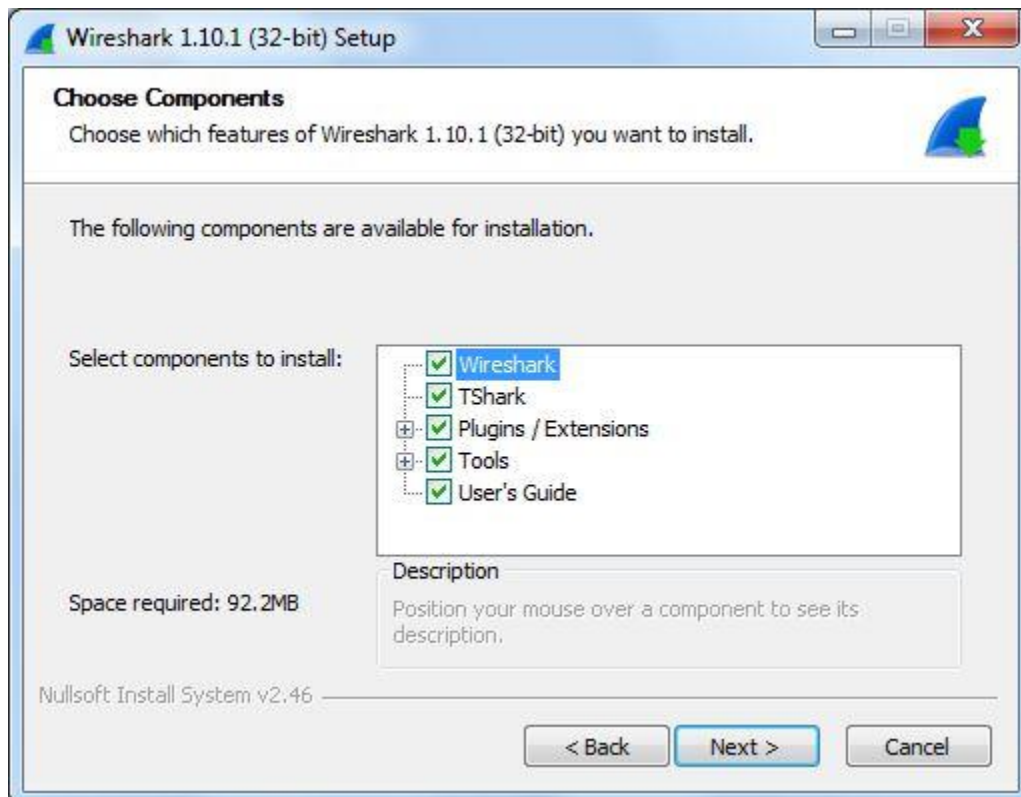 Wireshark 1.10.1 (32-bit) Setup
Choose Components
Choose which features of Wireshark 1.10.1 (32-bit) you want to install.
The following components are available for installation.
Select components to install:
Wireshark
TShark
Plugins / Extensions
Tools
User's Guide
Space required: 92.2MB
Description
Position your mouse over a component to see its
description.
Nullsoft Install System v2.46
< Back
Next >
Cancel